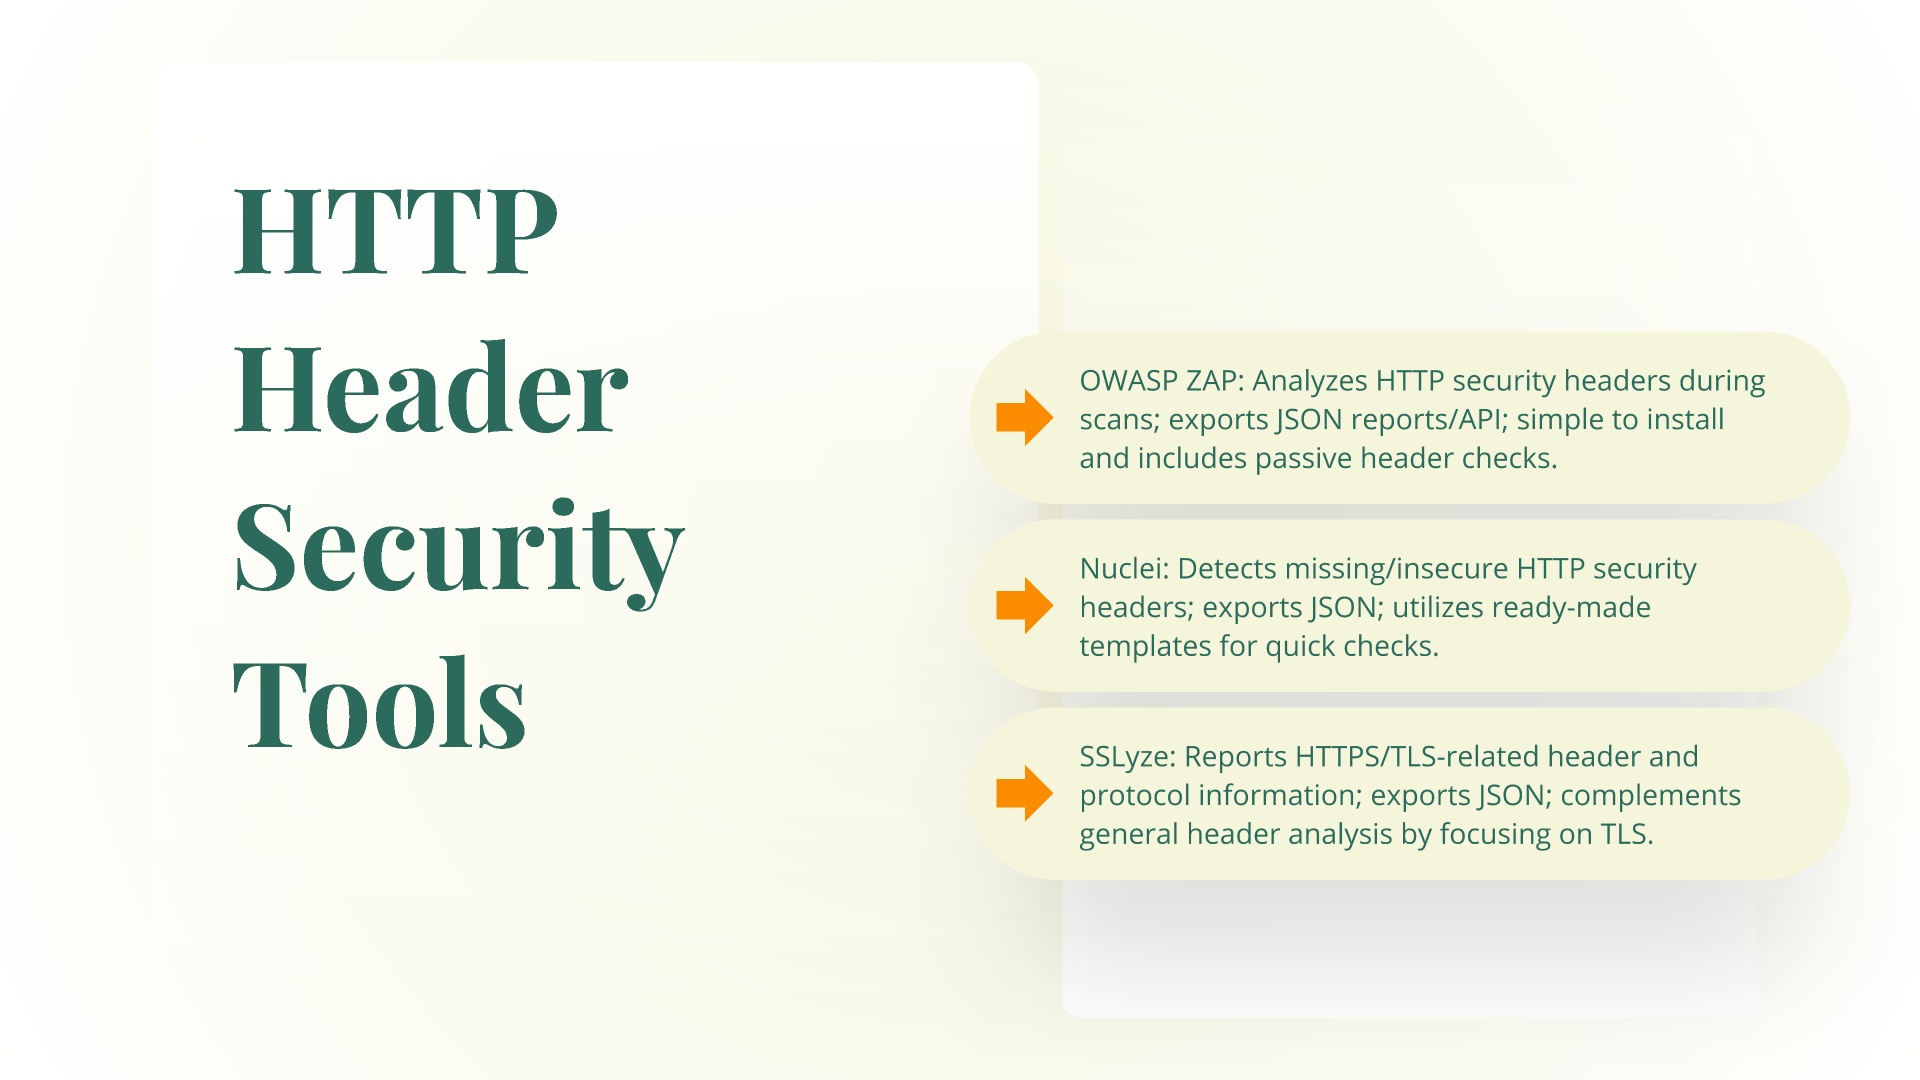 HTTP
Header
Security
Tools
OWASP ZAP: Analyzes HTTP security headers during
scans; exports JSON reports/API; simple to install
and includes passive header checks.
Nuclei: Detects missing/insecure HTTP security
headers; exports JSON; utilizes ready-made
templates for quick checks.
SSLyze: Reports HTTPS/TLS-related header and
protocol information; exports JSON; complements
general header analysis by focusing on TLS.